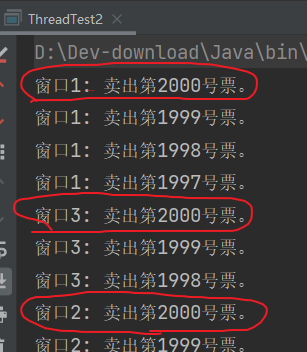 ThreadTest2
D:\Dev-download\Java\bin\
窗口1: 卖出第2000号票。
窗口1: 卖出第1999号票。
窗口1: 卖出第1998号票。
窗口1: 卖出第1997号票。
窗口3: 卖出第2000号票。
窗口3: 卖出第1999号票。
窗口3: 卖出第1998号票。
窗口2: 卖出第2000号票。
窗口2: 卖出第1999号票。